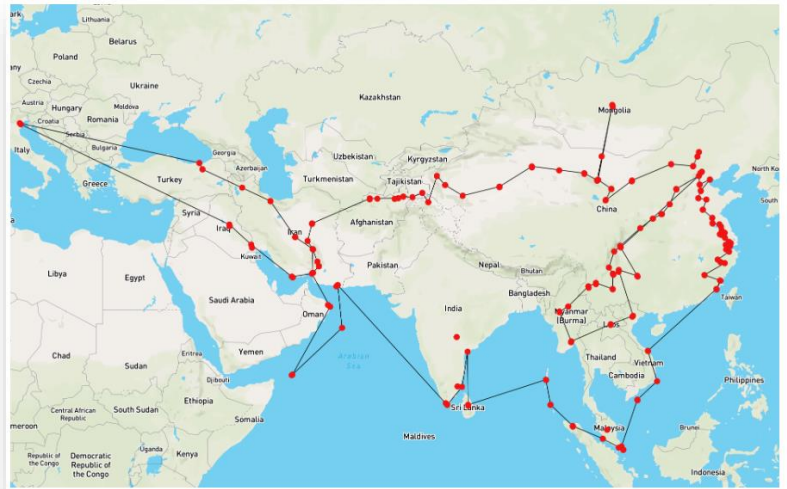 ark
Lithuania
Belarus
Poland
any
Czechia
Ukraine
Austria
Hungary
Moldova
Croatia
Romania
Serbia
Italy
Bulgaria
Greece
Georgia
Azerbaijan
Turkey
Kazakhstan
Mongolia
Uzbekistan
Kyrgyzstan
Turkmenistan
Tajikistan
North Ko
South
China
Syria
Iraq
Iran
Afghanistan
Kuwait
Pakistan
Nepal
Bhutan
Libya
Egypt
Bangladesh
Saudi Arabia
India
Myanmar
(Burma)
Laos
Taiwan
Oman
Chad
Sudan
Eritrea
Yemen
Arabian
Sea
Thailand
Vietnam
Cambodia
Philippines
Djibouti
Ethiopia
Central African
Republic
South Sudan
Somalia
Sri Lanka
Maldives
Malaysia
Brunei
meroon
Uganda
Kenya
Republic of
the Congo
Democratic
Republic of
the Congo
Indonesia